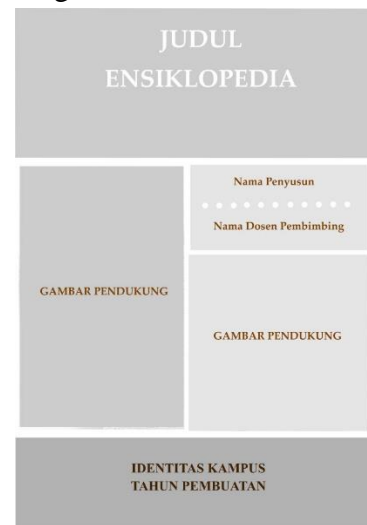 JUDUL
ENSIKLOPEDIA
Nama Penyusun
Nama Dosen Pembimbing
GAMBAR PENDUKUNG
GAMBAR PENDUKUNG
IDENTITAS KAMPUS
TAHUN PEMBUATAN